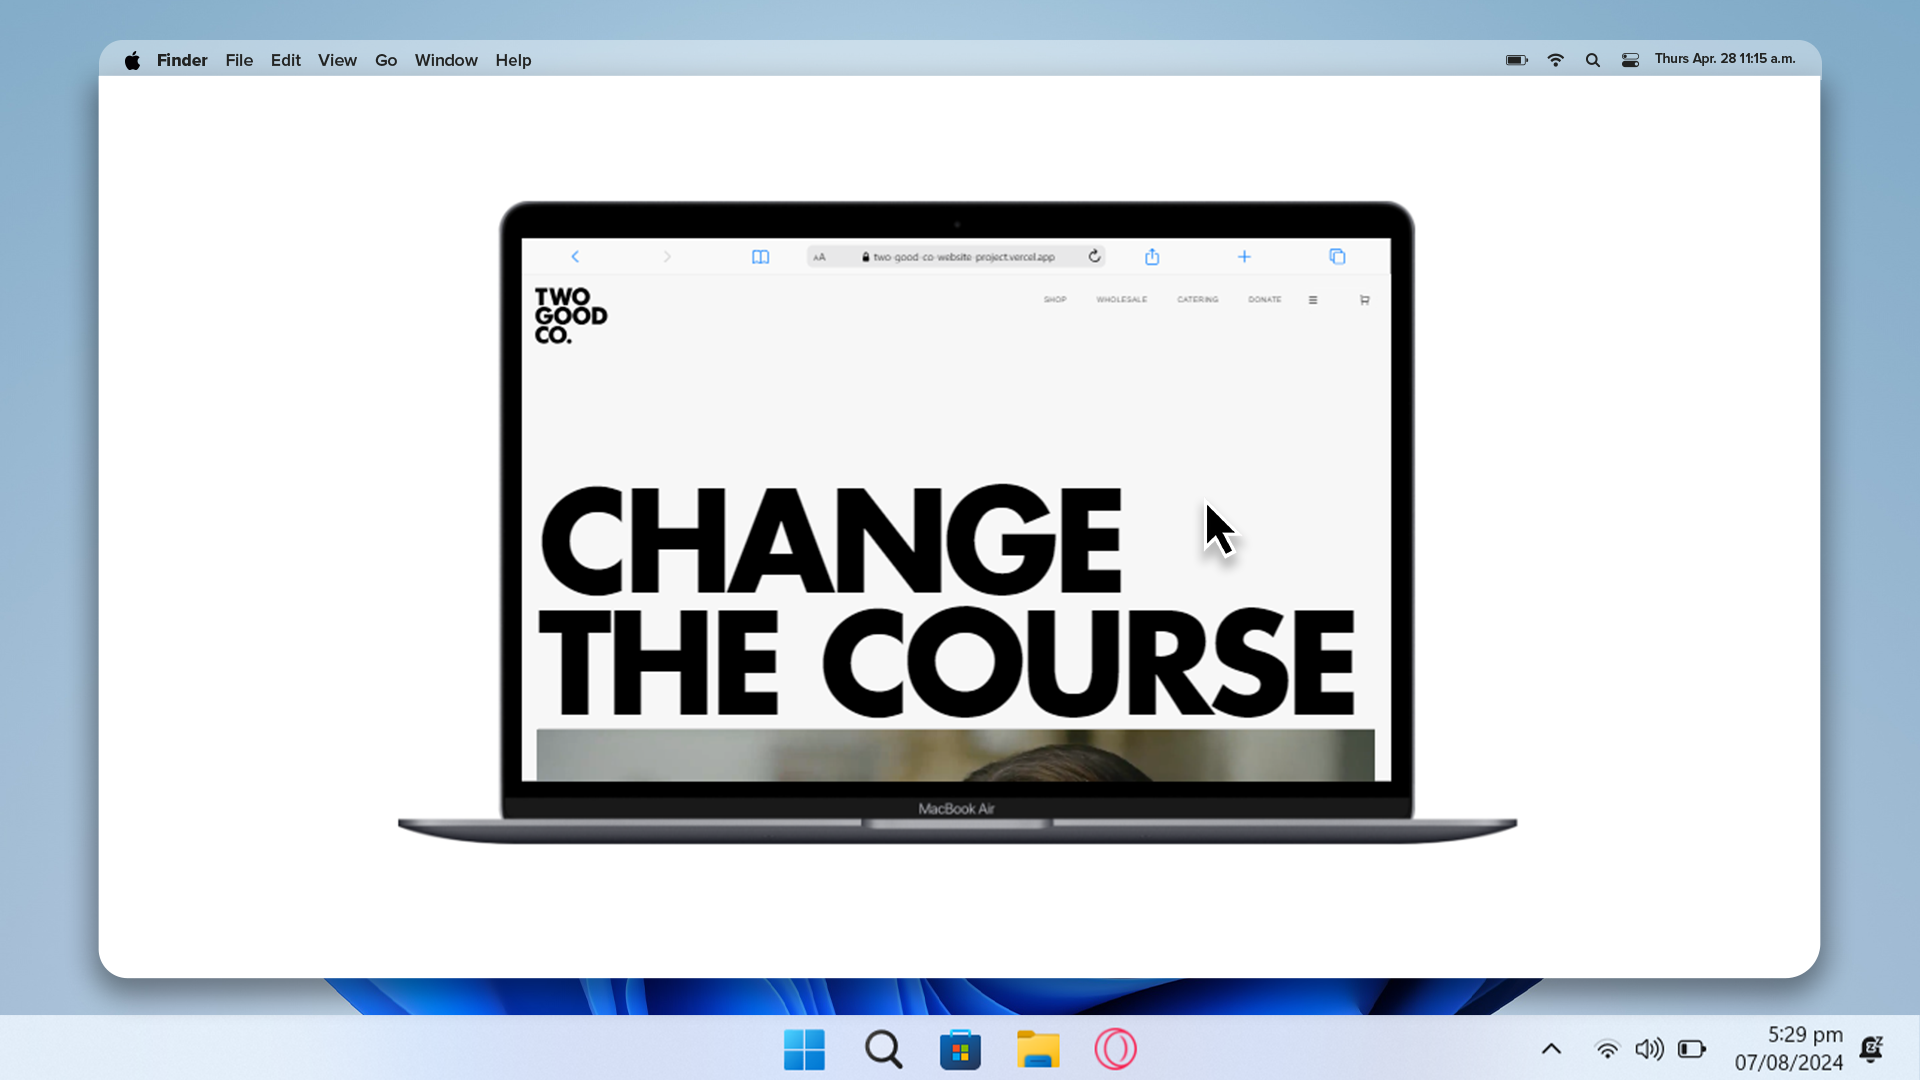 Finder File Edit View Go Window Help
Thurs Apr. 28 11:15 a.m.
AA two-good-co-website-project.vercel.app
TWO
GOOD
CO.
SHOP WHOLESALE CATERING DONATE
CHANGE
THE COURSE
MacBook Air
5:29 pm
07/08/2024
zz